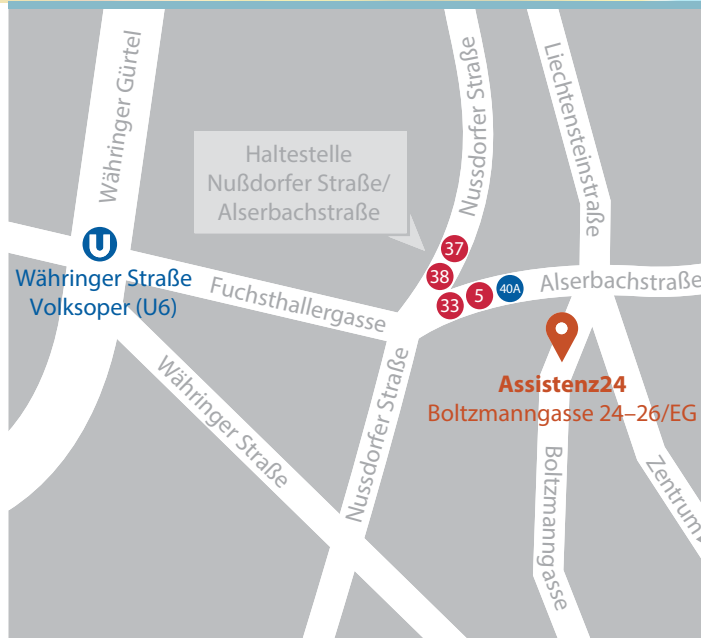 Währinger Gürtel
Nussdorfer Straße
Liechtensteinstraße
Haltestelle
Nußdorfer Straße/
Alserbachstraße
U
Währinger Straße
Volksoper (U6)
37
38
33
5
40A
Alserbachstraße
Fuchsthallergasse
Assistenz24
Boltzmanngasse 24–26/EG
Währinger Straße
Nussdorfer Straße
Boltzmanngasse
Zentrum